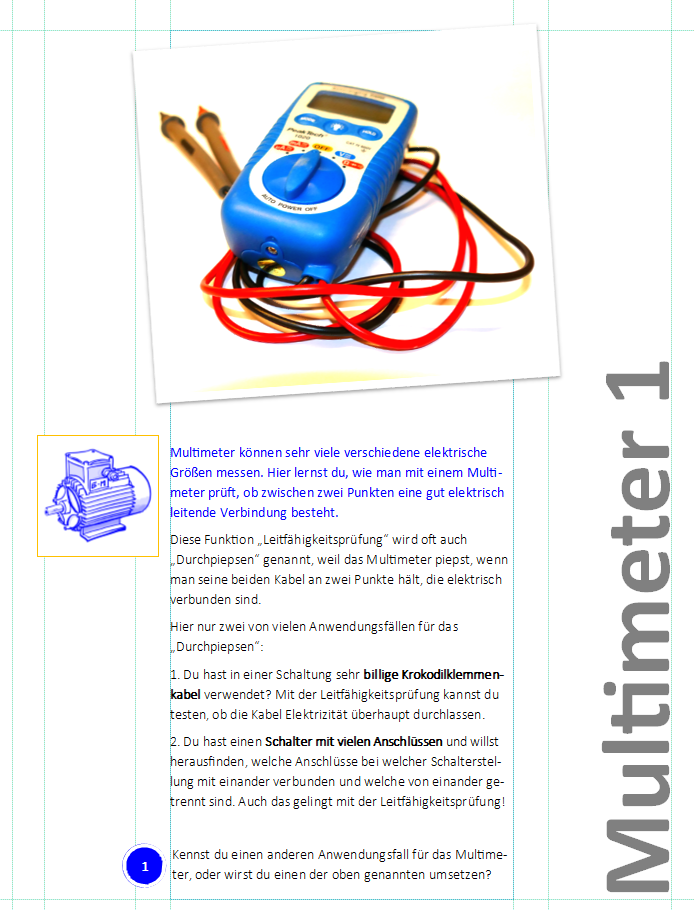 PeakTech
OFF
HOLD
AUTO POWER OFF
Multimeter 1
Multimeter können sehr viele verschiedene elektrische
Größen messen. Hier lernst du, wie man mit einem Multi-
meter prüft, ob zwischen zwei Punkten eine gut elektrisch
leitende Verbindung besteht.
Diese Funktion „Leitfähigkeitsprüfung“ wird oft auch
„Durchpiepsen“ genannt, weil das Multimeter piepst, wenn
man seine beiden Kabel an zwei Punkte hält, die elektrisch
verbunden sind.
Hier nur zwei von vielen Anwendungsfällen für das
„Durchpiepsen“:
1. Du hast in einer Schaltung sehr billige Krokodilklemmen-
kabel verwendet? Mit der Leitfähigkeitsprüfung kannst du
testen, ob die Kabel Elektrizität überhaupt durchlassen.
2. Du hast einen Schalter mit vielen Anschlüssen und willst
herausfinden, welche Anschlüsse bei welcher Schalterstel-
lung mit einander verbunden und welche von einander ge-
trennt sind. Auch das gelingt mit der Leitfähigkeitsprüfung!
1
Kennst du einen anderen Anwendungsfall für das Multime-
ter, oder wirst du einen der oben genannten umsetzen?